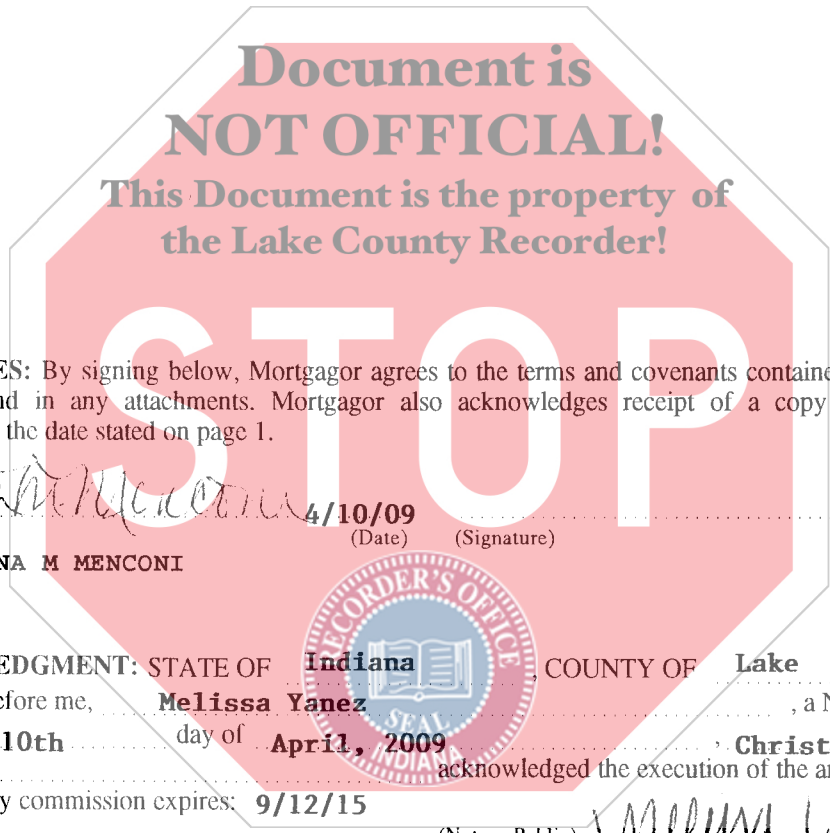 Document is
NOT OFFICIAL!
This Document is the property of
the Lake County Recorder!
STOP
ES: By signing below, Mortgagor agrees to the terms and covenants containe
nd in any attachments. Mortgagor also acknowledges receipt of a copy
the date stated on page 1.
M Menconi 4/10/09
(Date) (Signature)
NA M MENCONI
RECORDER'S OFFICE
SEAL
INDIANA
EDGMENT: STATE OF Indiana , COUNTY OF Lake
efore me, Melissa Yanez , a N
10th day of April, 2009 , Christ
acknowledged the execution of the an
y commission expires: 9/12/15